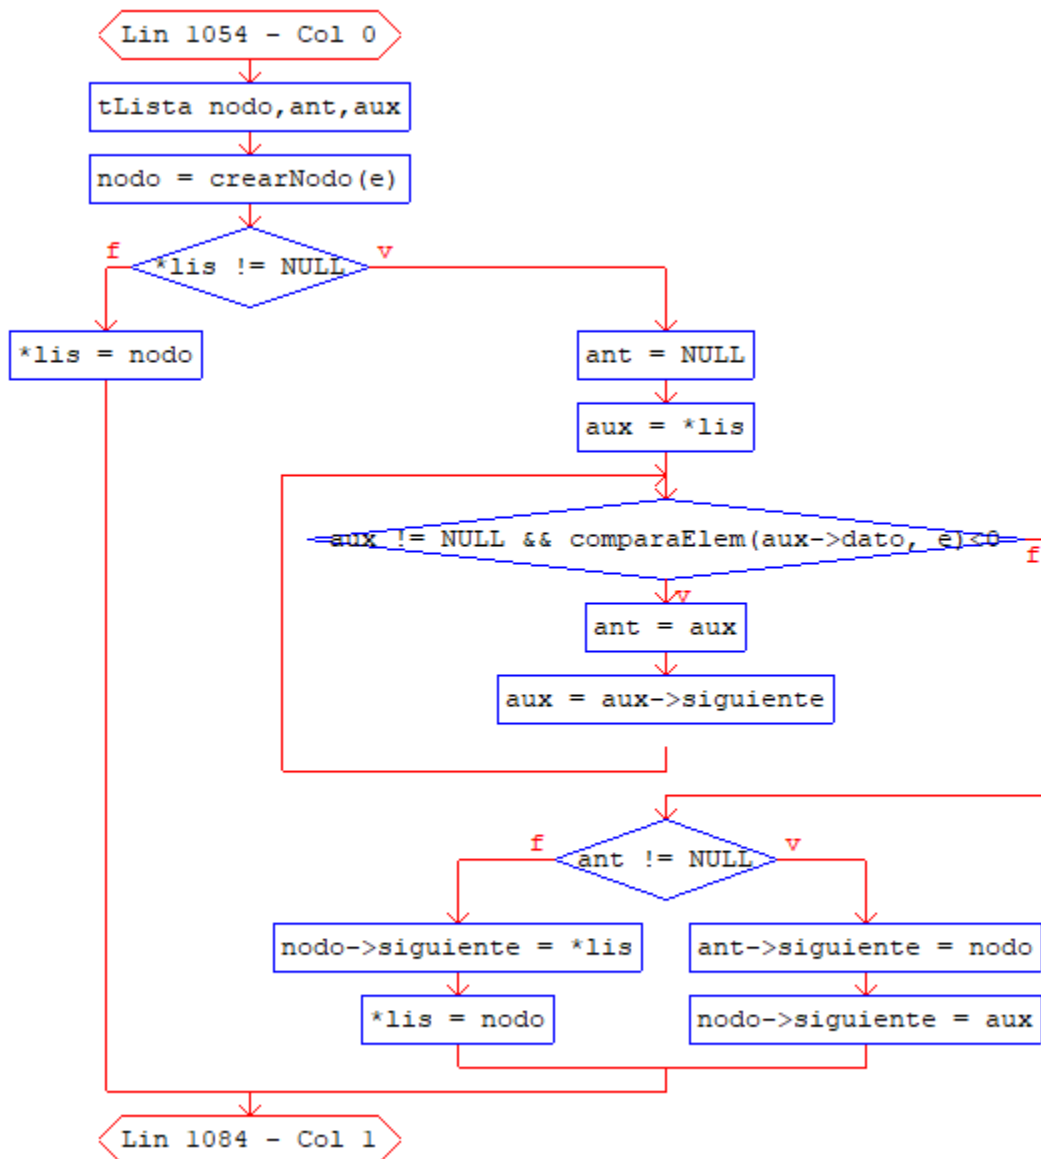 Lin 1054 - Col 0
tLista nodo,ant,aux
nodo = crearNodo(e)
f
*lis != NULL
v
*lis = nodo
ant = NULL
aux = *lis
aux != NULL && comparaElem(aux->dato, e)<0
f
v
ant = aux
aux = aux->siguiente
f
ant != NULL
v
nodo->siguiente = *lis
ant->siguiente = nodo
*lis = nodo
nodo->siguiente = aux
Lin 1084 - Col 1